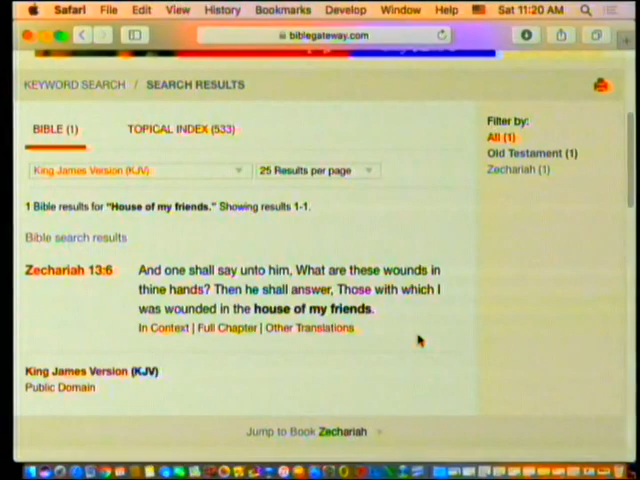 Safari File Edit View History Bookmarks Develop Window Help Sat 11:20 AM
biblegateway.com
KEYWORD SEARCH / SEARCH RESULTS
BIBLE (1) TOPICAL INDEX (533)
King James Version (KJV) 25 Results per page
1 Bible results for "House of my friends." Showing results 1-1.
Bible search results
Zechariah 13:6 And one shall say unto him, What are these wounds in
thine hands? Then he shall answer, Those with which I
was wounded in the house of my friends.
In Context | Full Chapter | Other Translations
King James Version (KJV)
Public Domain
Jump to Book Zechariah
Filter by:
All (1)
Old Testament (1)
Zechariah (1)